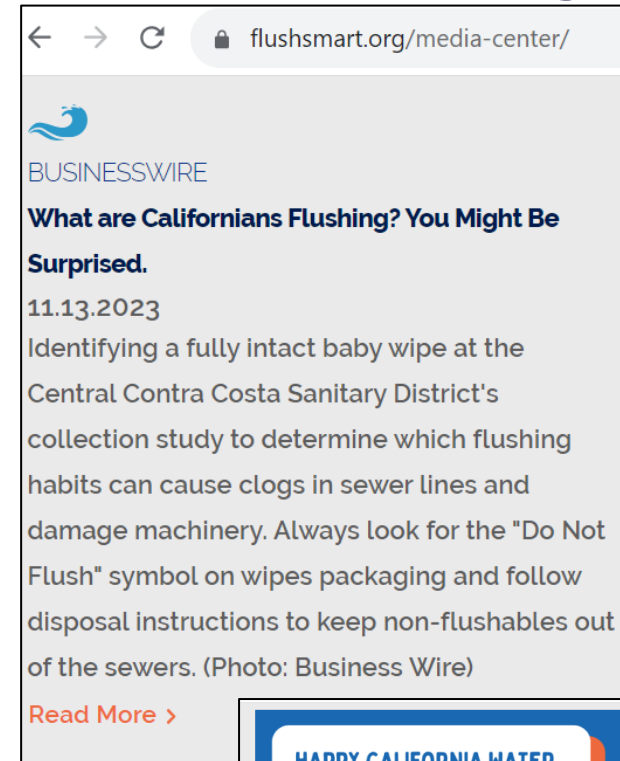 flushsmart.org/media-center/
BUSINESSWIRE
What are Californians Flushing? You Might Be
Surprised.
11.13.2023
Identifying a fully intact baby wipe at the
Central Contra Costa Sanitary District's
collection study to determine which flushing
habits can cause clogs in sewer lines and
damage machinery. Always look for the "Do Not
Flush" symbol on wipes packaging and follow
disposal instructions to keep non-flushables out
of the sewers. (Photo: Business Wire)
Read More >
HAPPY CALIFORNIA WATER